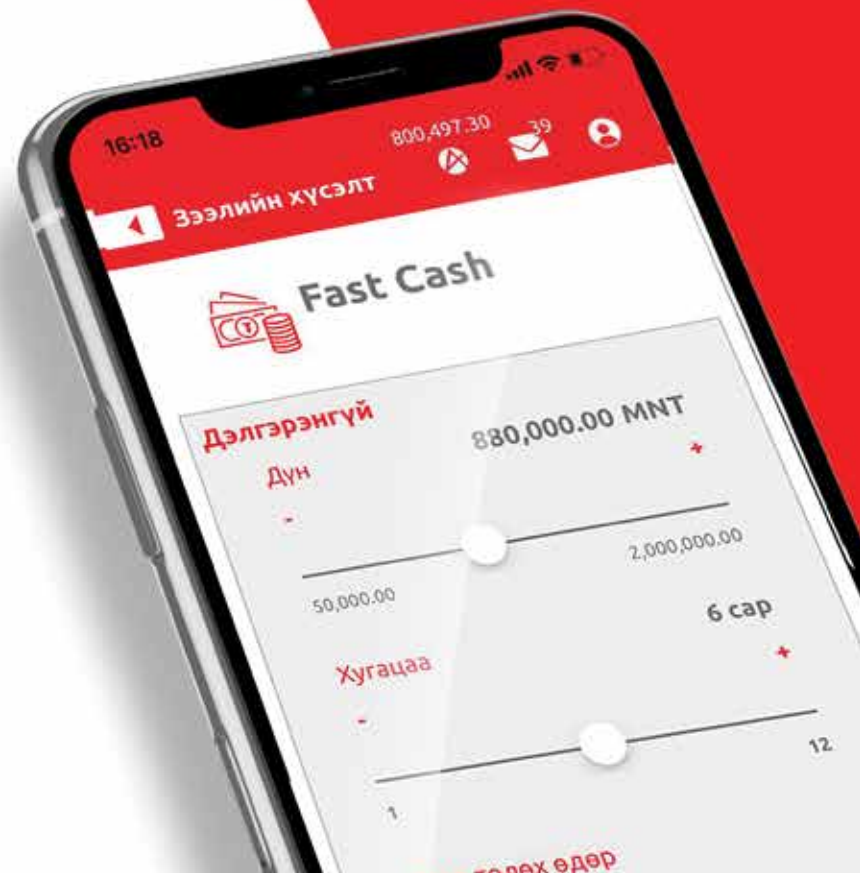 16:18
800,497.30
39
Зээлийн хүсэлт
Fast Cash
Дэлгэрэнгүй
Дүн
880,000.00 MNT
- +
50,000.00
2,000,000.00
Хугацаа
6 сар
- +
1
12
төлөх өдөр